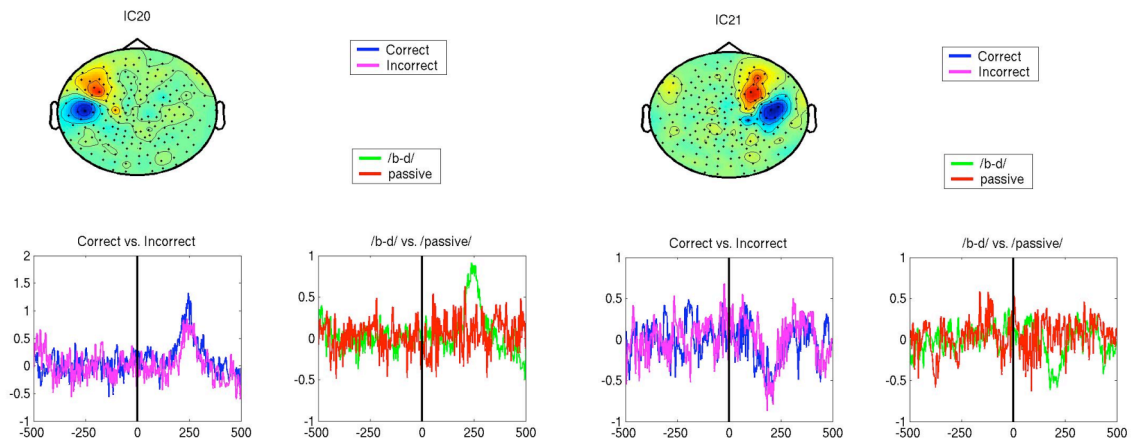 IC20
Correct
Incorrect
/b-d/
passive
Correct vs. Incorrect
2
1.5
1
0.5
0
-0.5
-1
-500 -250 0 250 500
/b-d/ vs. /passive/
1
0.5
0
-0.5
-1
-500 -250 0 250 500
IC21
Correct
Incorrect
/b-d/
passive
Correct vs. Incorrect
1
0.5
0
-0.5
-1
-500 -250 0 250 500
/b-d/ vs. /passive/
1
0.5
0
-0.5
-1
-500 -250 0 250 500